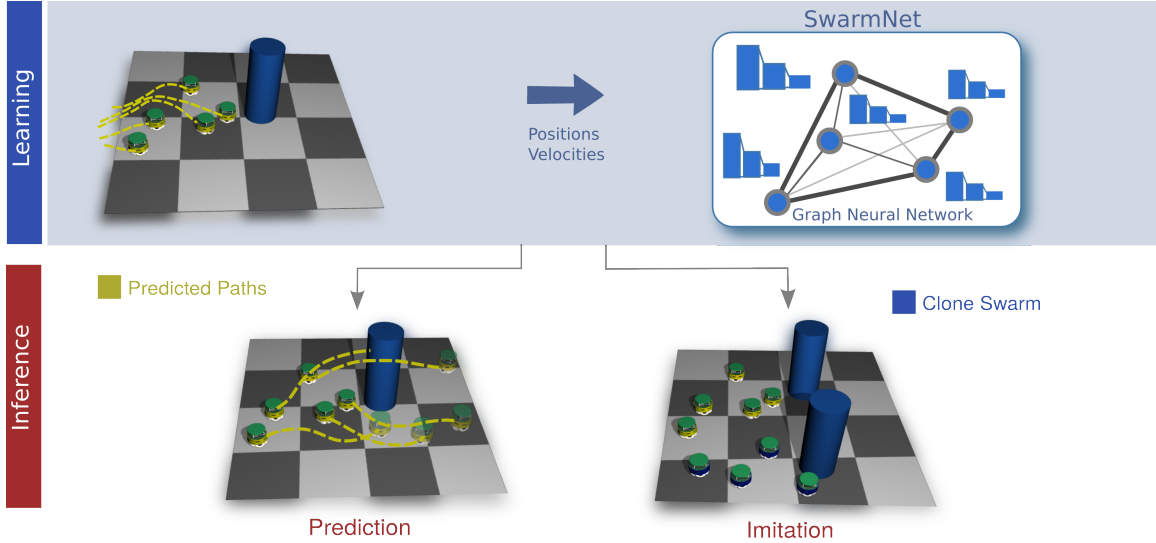 Learning
SwarmNet
Positions
Velocities
Graph Neural Network
Inference
Predicted Paths
Clone Swarm
Prediction
Imitation